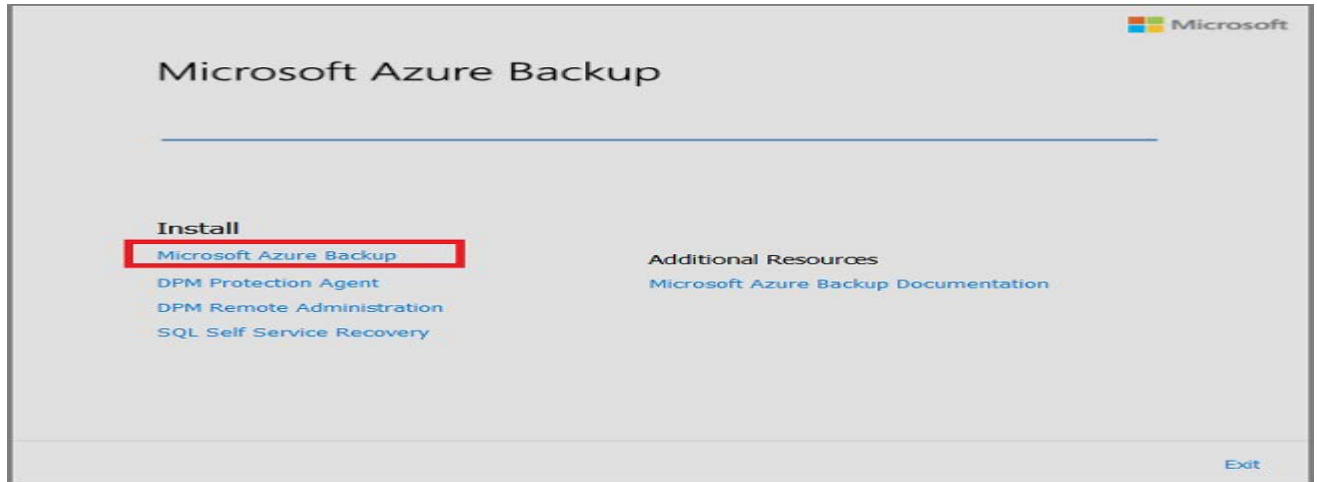 Microsoft
Microsoft Azure Backup
Install
Microsoft Azure Backup
DPM Protection Agent
DPM Remote Administration
SQL Self Service Recovery
Additional Resources
Microsoft Azure Backup Documentation
Exit